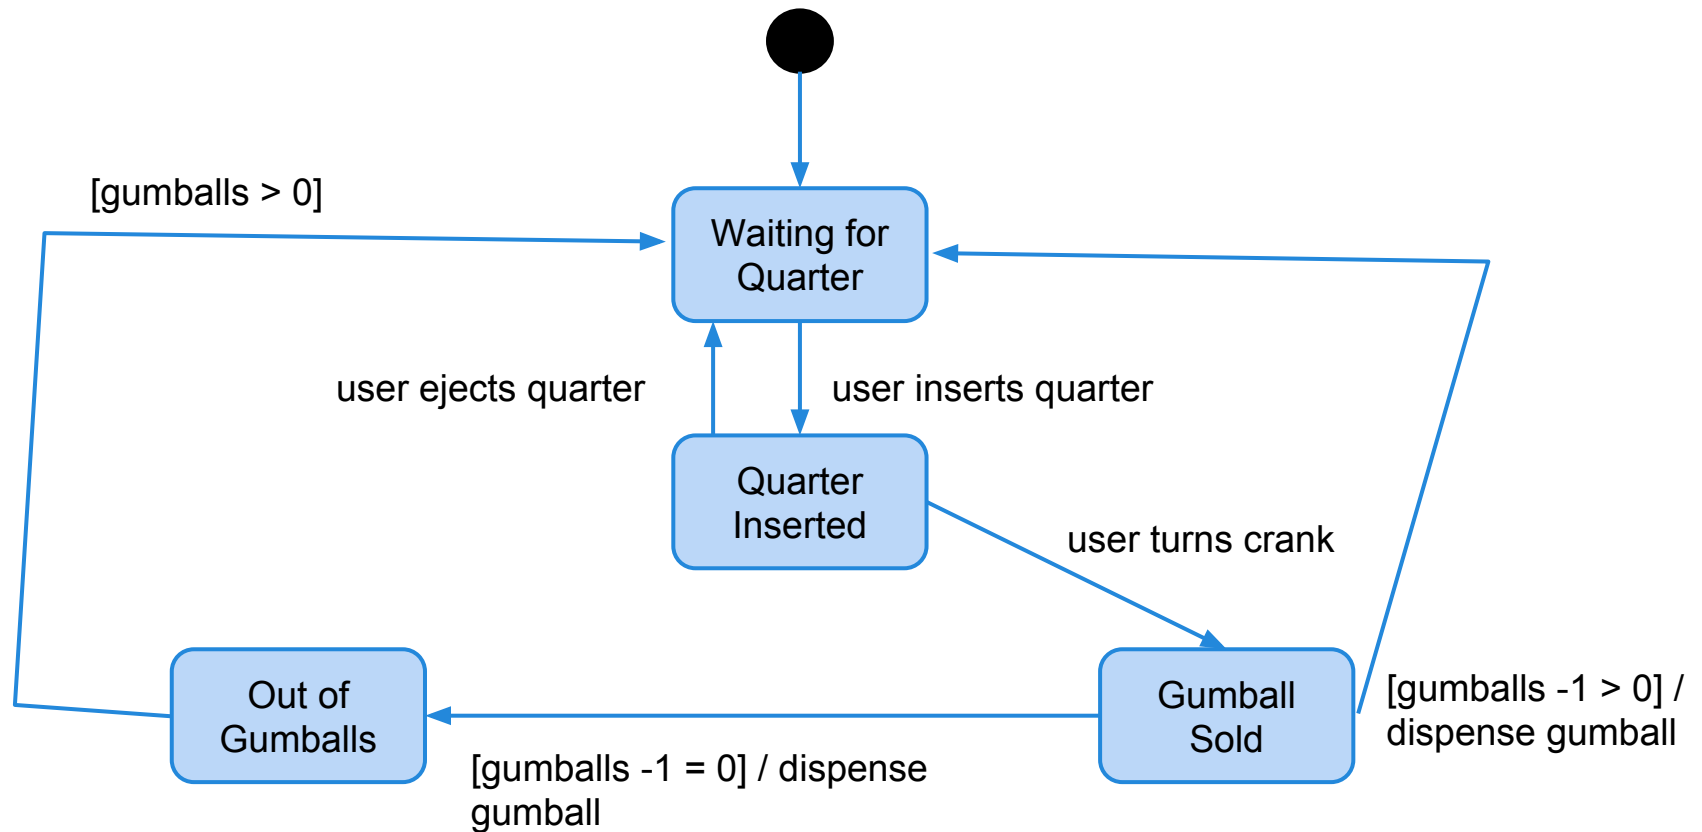 [gumballs > 0]
Waiting for
Quarter
user ejects quarter
user inserts quarter
Quarter
Inserted
user turns crank
Out of
Gumballs
Gumball
Sold
[gumballs -1 > 0] /
dispense gumball
[gumballs -1 = 0] / dispense
gumball